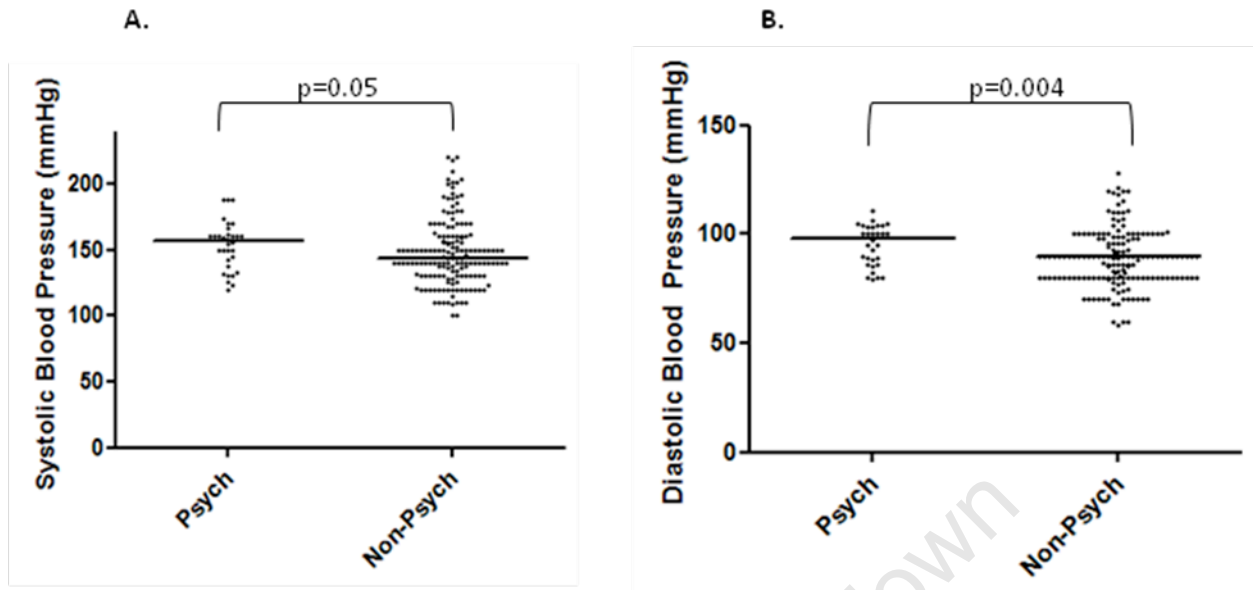 A.
Systolic Blood Pressure (mmHg)
p=0.05
200
150
100
50
0
Psych
Non-Psych
B.
Diastolic Blood Pressure (mmHg)
p=0.004
150
100
50
0
Psych
Non-Psych